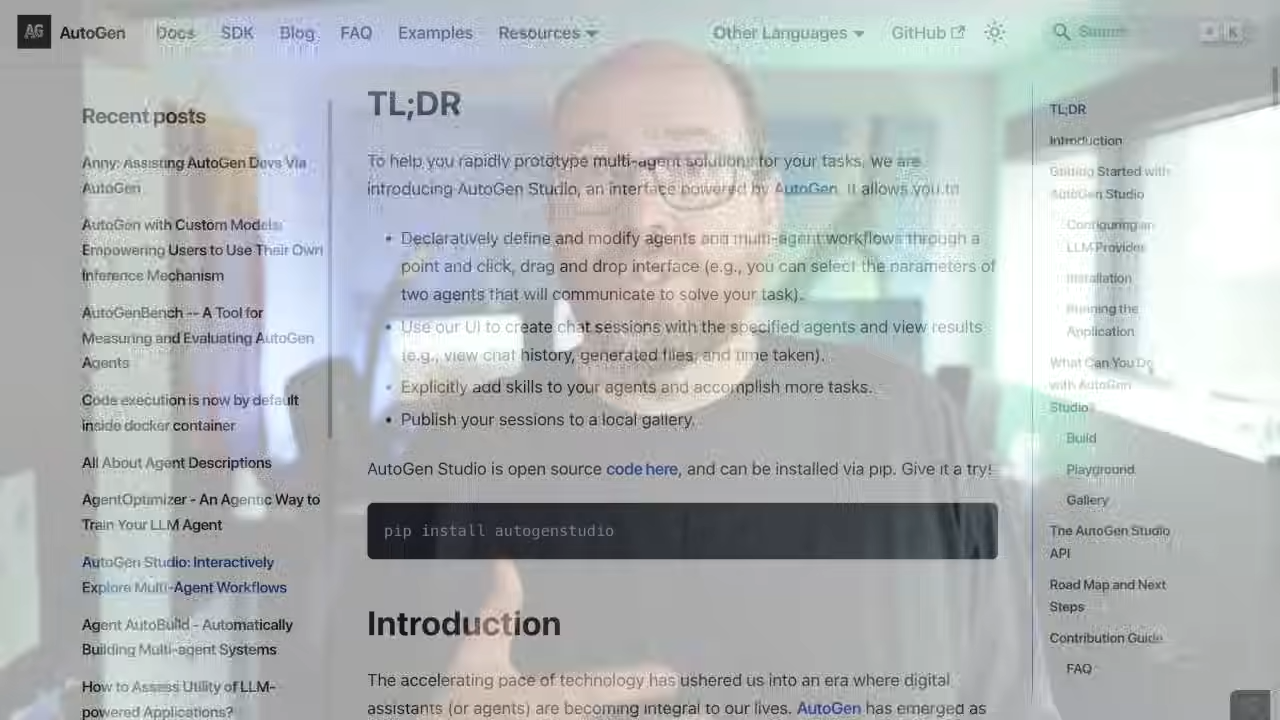 AG AutoGen Docs SDK Blog FAQ Examples Resources Other Languages GitHub Search K
Recent posts
Anny: Assisting AutoGen Devs Via
AutoGen
AutoGen with Custom Models:
Empowering Users to Use Their Own
Inference Mechanism
AutoGenBench -- A Tool for
Measuring and Evaluating AutoGen
Agents
Code execution is now by default
inside docker container
All About Agent Descriptions
AgentOptimizer - An Agentic Way to
Train Your LLM Agent
AutoGen Studio: Interactively
Explore Multi-Agent Workflows
Agent AutoBuild - Automatically
Building Multi-agent Systems
How to Assess Utility of LLM-
powered Applications?
TL;DR
To help you rapidly prototype multi-agent solutions for your tasks, we are
introducing AutoGen Studio, an interface powered by AutoGen. It allows you to
• Declaratively define and modify agents and multi-agent workflows through a
point and click, drag and drop interface (e.g., you can select the parameters of
two agents that will communicate to solve your task).
• Use our UI to create chat sessions with the specified agents and view results
(e.g., view chat history, generated files, and time taken).
• Explicitly add skills to your agents and accomplish more tasks.
• Publish your sessions to a local gallery.
AutoGen Studio is open source code here, and can be installed via pip. Give it a try!
pip install autogenstudio
Introduction
The accelerating pace of technology has ushered us into an era where digital
assistants (or agents) are becoming integral to our lives. AutoGen has emerged as
TL;DR
Introduction
Getting Started with
AutoGen Studio
Configuring an
LLM Provider
Installation
Running the
Application
What Can You Do
with AutoGen
Studio?
Build
Playground
Gallery
The AutoGen Studio
API
Road Map and Next
Steps
Contribution Guide
FAQ